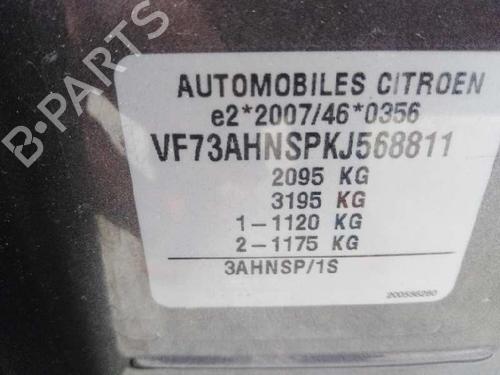 B-PARTS
AUTOMOBILES CITROEN
e2*2007/46*0356
VF73AHNSPKJ568811
2095 KG
3195 KG
1-1120 KG
2-1175 KG
3AHNSP/1S
200536280